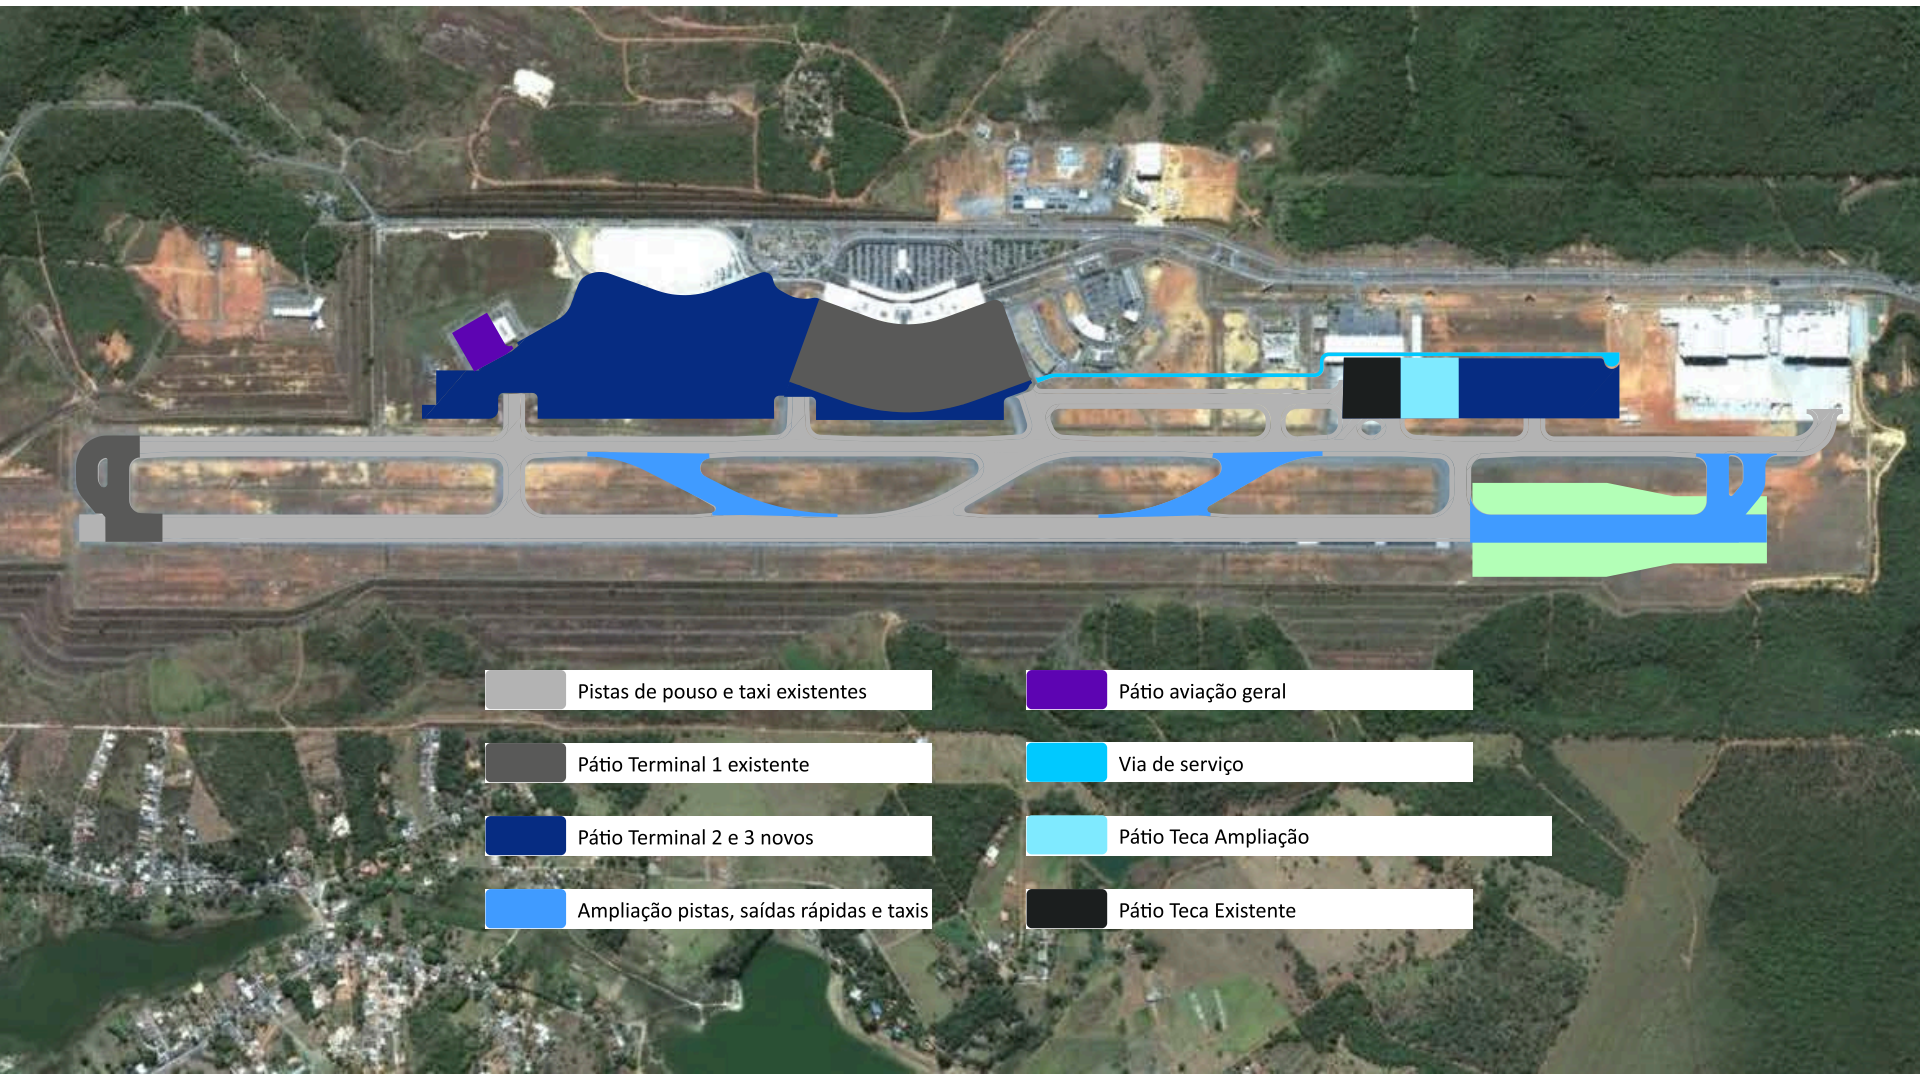 Pistas de pouso e taxi existentes
Pátio Terminal 1 existente
Pátio Terminal 2 e 3 novos
Ampliação pistas, saídas rápidas e taxis
Pátio aviação geral
Via de serviço
Pátio Teca Ampliação
Pátio Teca Existente